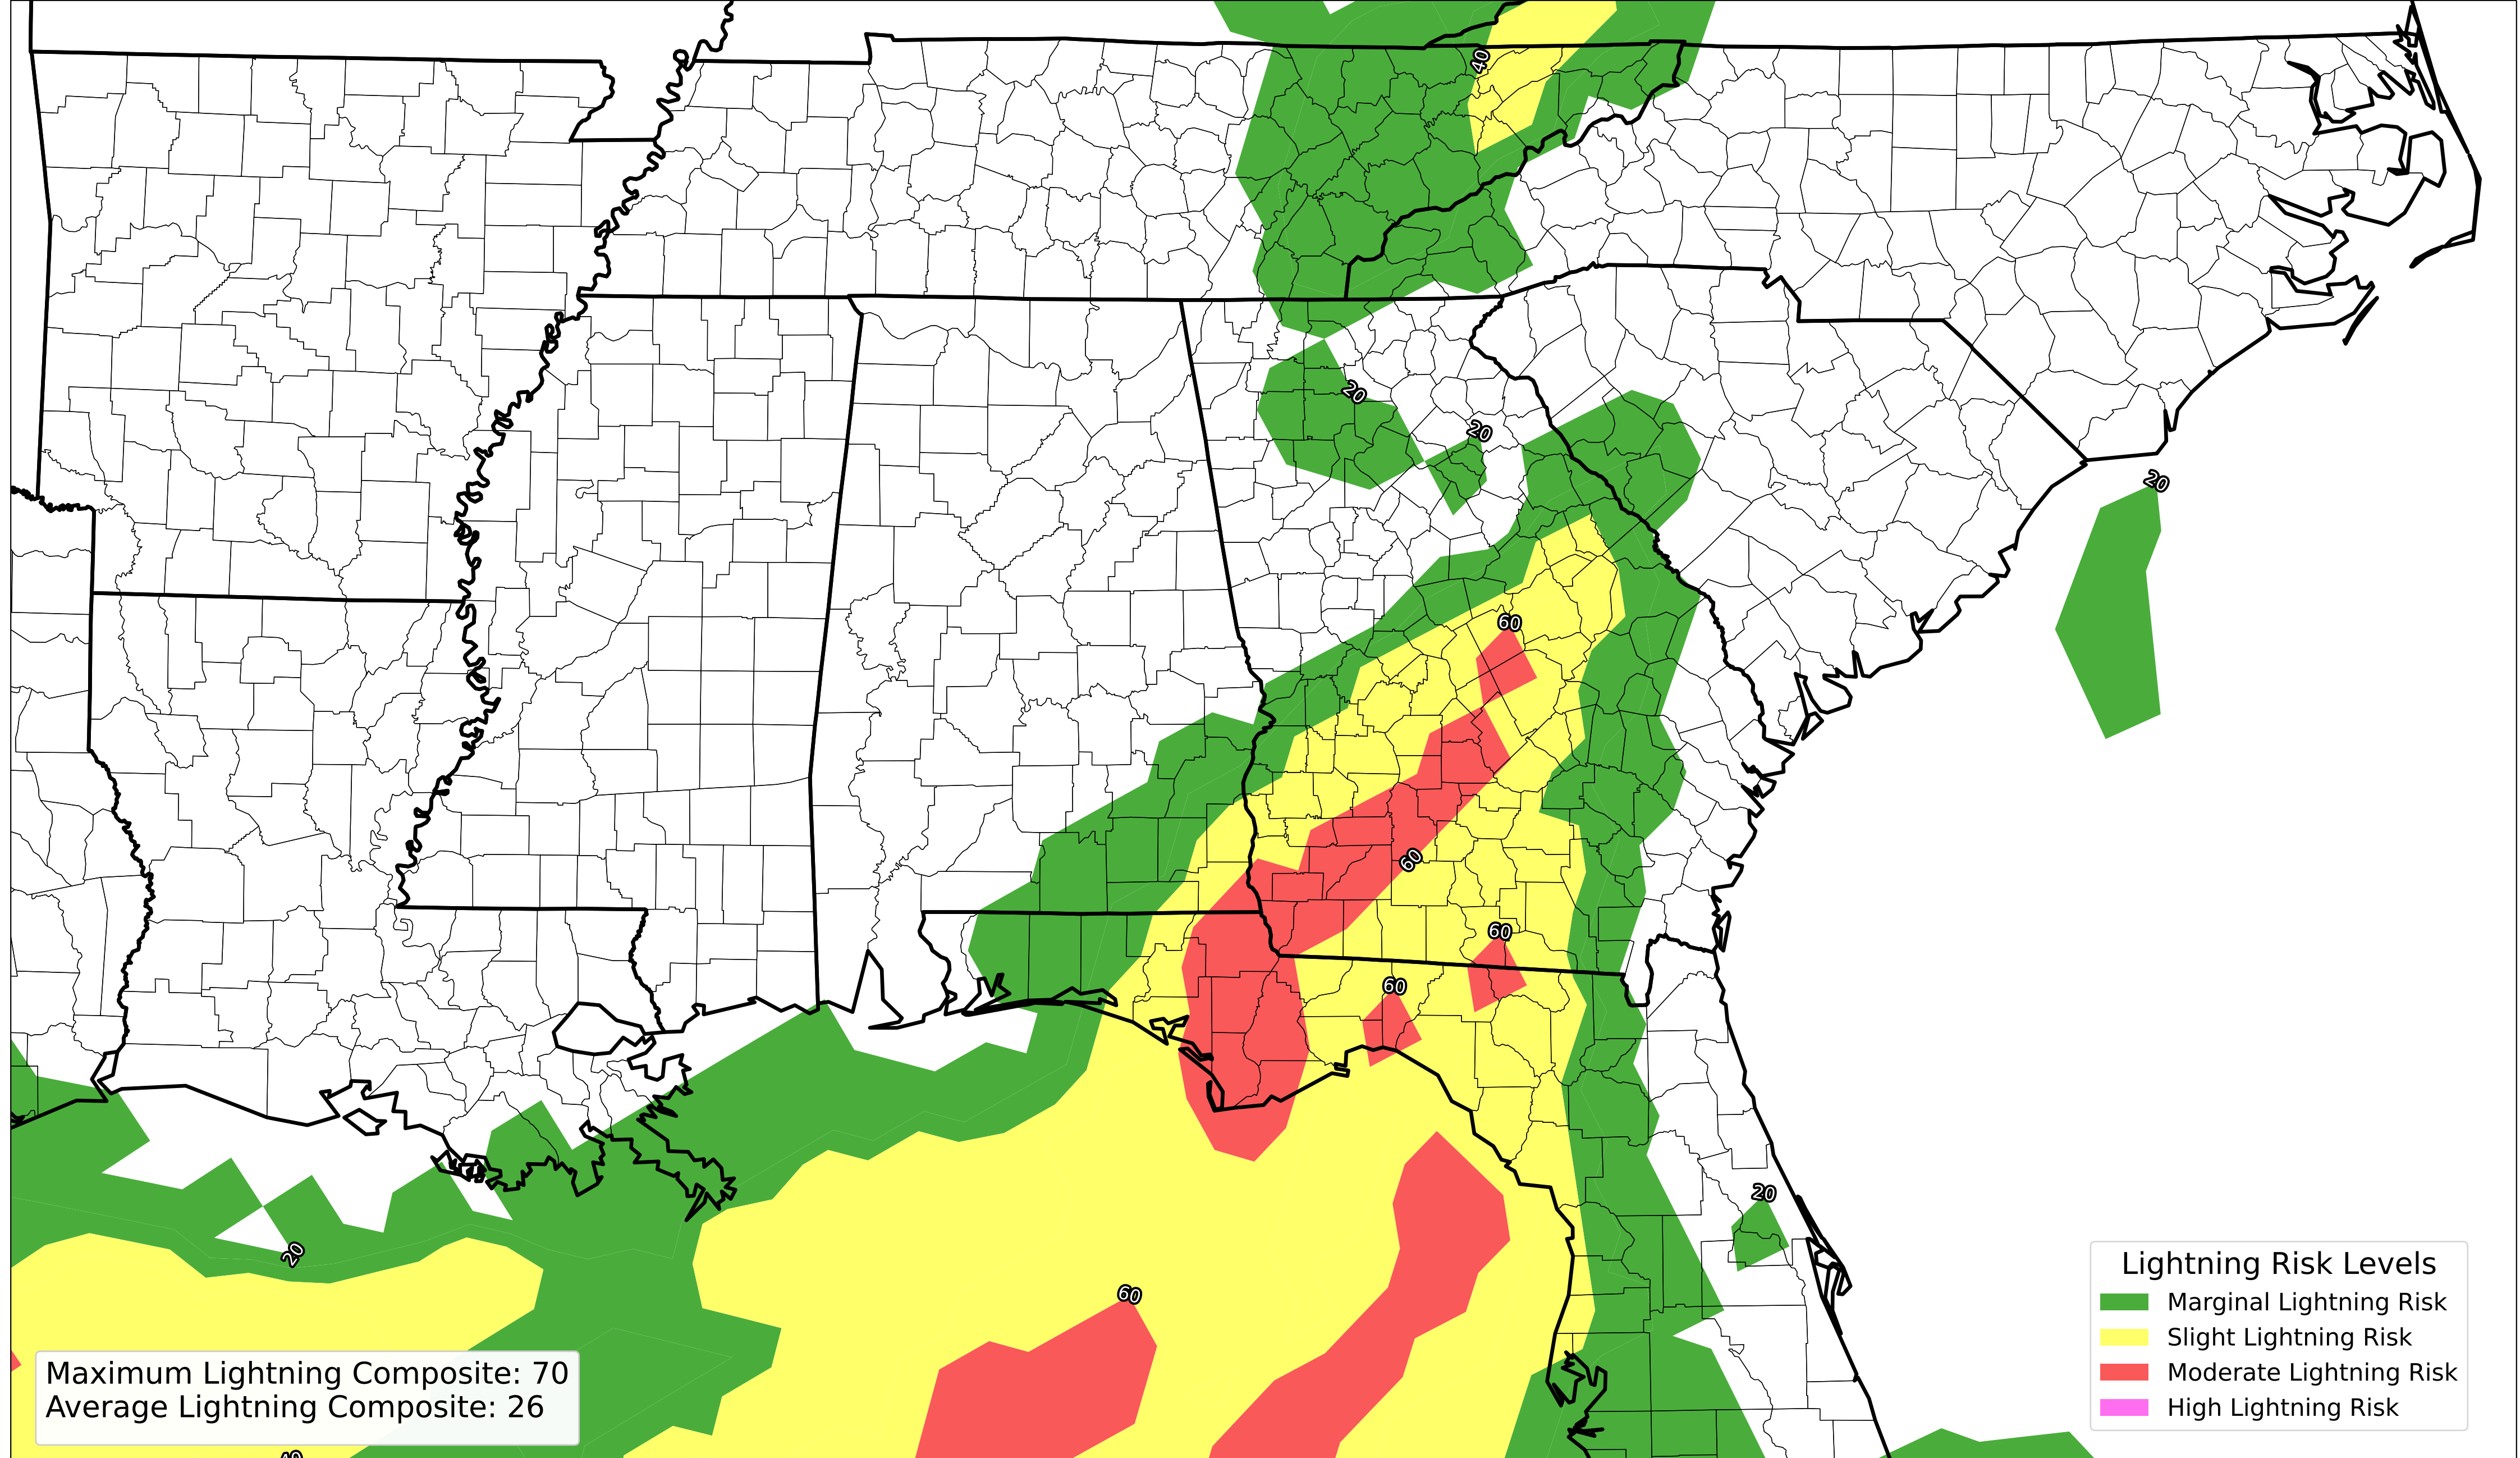 40
20
20
20
60
60
60
60
20
20
60
Lightning Risk Levels
Marginal Lightning Risk
Slight Lightning Risk
Moderate Lightning Risk
High Lightning Risk
Maximum Lightning Composite: 70
Average Lightning Composite: 26